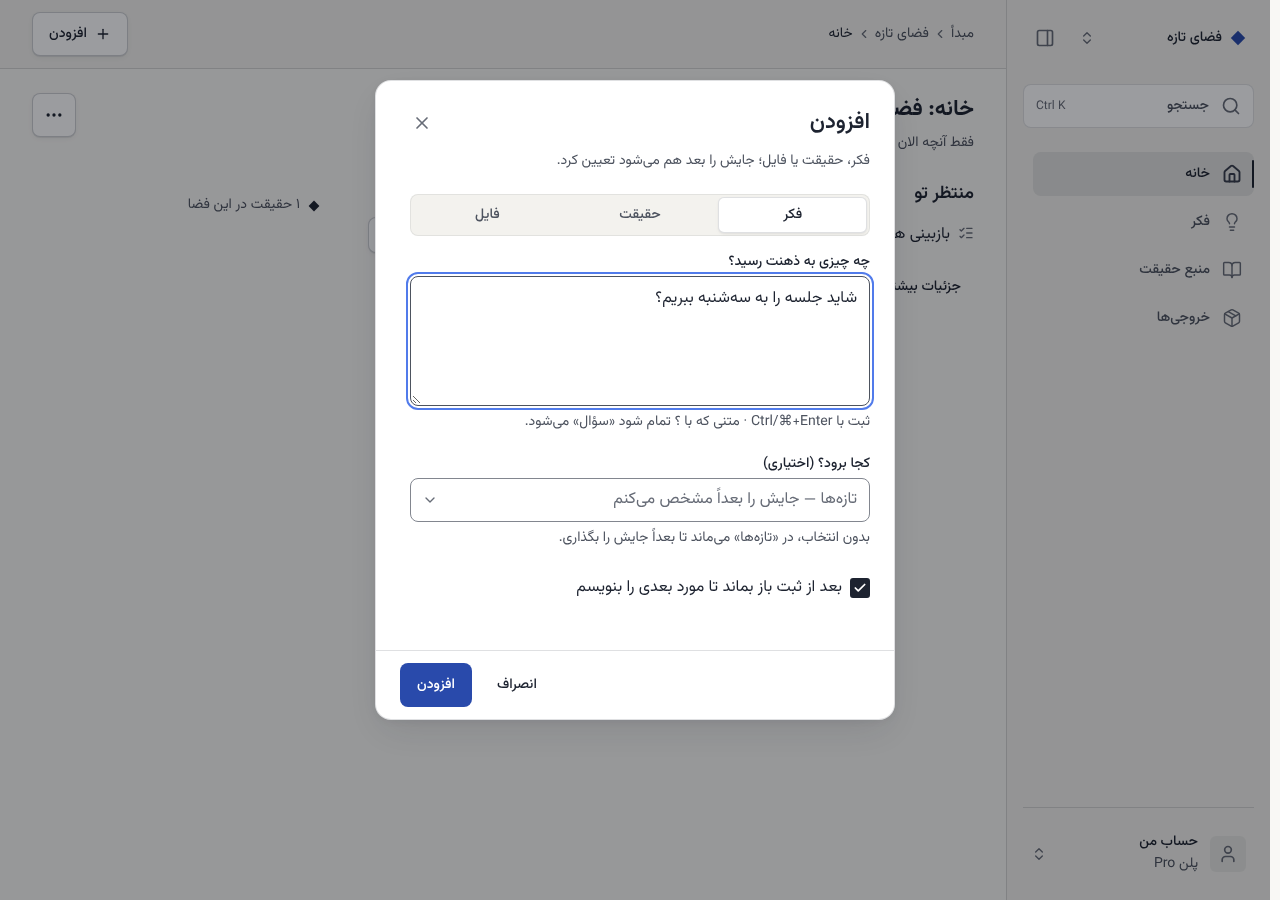 فضای تازه
جستجو
Ctrl K
خانه
فکر
منبع حقیقت
خروجی‌ها
حساب من
پلن Pro
مبدأ
فضای تازه
خانه
افزودن
خانه:
فقط آنچه الان
منتظر تو
بازبینی
جزئیات
۱ حقیقت در این فضا
افزودن
فکر، حقیقت یا فایل؛ جایش را بعد هم می‌شود تعیین کرد.
فکر
حقیقت
فایل
چه چیزی به ذهنت رسید؟
شاید جلسه را به سه‌شنبه ببریم؟
ثبت با Ctrl/⌘+Enter · متنی که با ؟ تمام شود «سؤال» می‌شود.
کجا برود؟ (اختیاری)
تازه‌ها — جایش را بعداً مشخص می‌کنم
بدون انتخاب، در «تازه‌ها» می‌ماند تا بعداً جایش را بگذاری.
بعد از ثبت باز بماند تا مورد بعدی را بنویسم
انصراف
افزودن